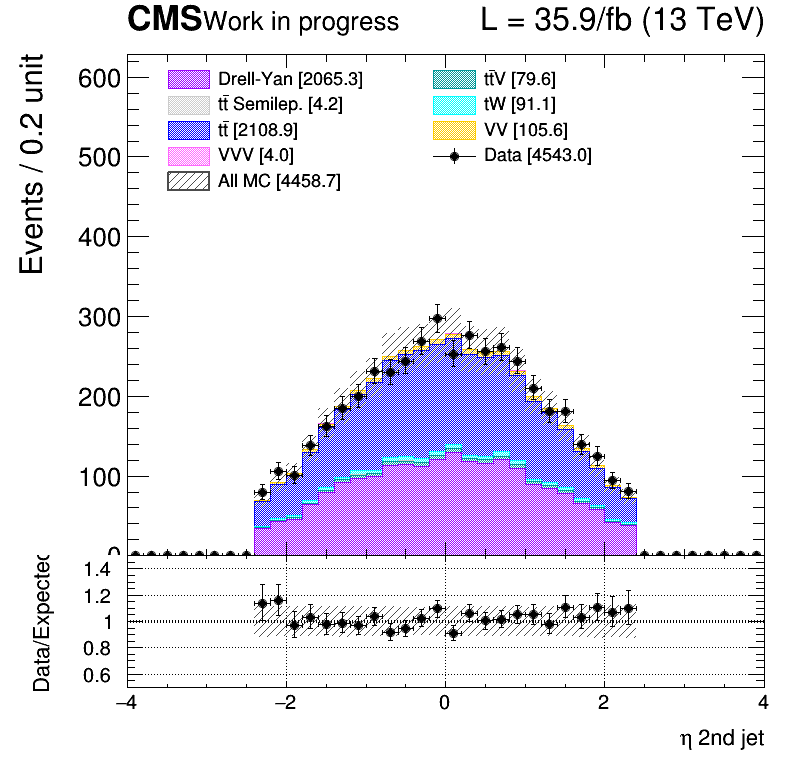 CMS Work in progress L = 35.9/fb (13 TeV)
Events / 0.2 unit
600
500
400
300
200
100
0
Drell-Yan [2065.3]
tt̄ Semilep. [4.2]
tt̄ [2108.9]
VVV [4.0]
All MC [4458.7]
tt̄V [79.6]
tW [91.1]
VV [105.6]
Data [4543.0]
Data/Expected
1.4
1.2
1
0.8
0.6
−4 −2 0 2 4
η 2nd jet